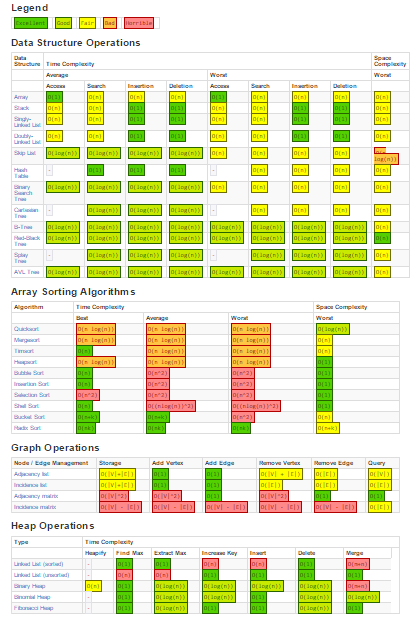 Legend
Excellent Good Fair Bad Horrible
Data Structure Operations
Data Structure Time Complexity Space Complexity
Average Worst Worst
Access Search Insertion Deletion Access Search Insertion Deletion
Array O(1) O(n) O(n) O(n) O(1) O(n) O(n) O(n) O(n)
Stack O(n) O(n) O(1) O(1) O(n) O(n) O(1) O(1) O(n)
Singly-Linked List O(n) O(n) O(1) O(1) O(n) O(n) O(1) O(1) O(n)
Doubly-Linked List O(n) O(n) O(1) O(1) O(n) O(n) O(1) O(1) O(n)
Skip List O(log(n)) O(log(n)) O(log(n)) O(log(n)) O(n) O(n) O(n) O(n) O(n log(n))
Hash Table - O(1) O(1) O(1) - O(n) O(n) O(n) O(n)
Binary Search Tree O(log(n)) O(log(n)) O(log(n)) O(log(n)) O(n) O(n) O(n) O(n) O(n)
Cartesian Tree - O(log(n)) O(log(n)) O(log(n)) - O(n) O(n) O(n) O(n)
B-Tree O(log(n)) O(log(n)) O(log(n)) O(log(n)) O(log(n)) O(log(n)) O(log(n)) O(log(n)) O(n)
Red-Black Tree O(log(n)) O(log(n)) O(log(n)) O(log(n)) O(log(n)) O(log(n)) O(log(n)) O(log(n)) O(n)
Splay Tree - O(log(n)) O(log(n)) O(log(n)) - O(log(n)) O(log(n)) O(log(n)) O(n)
AVL Tree O(log(n)) O(log(n)) O(log(n)) O(log(n)) O(log(n)) O(log(n)) O(log(n)) O(log(n)) O(n)
Array Sorting Algorithms
Algorithm Time Complexity Space Complexity
Best Average Worst Worst
Quicksort O(n log(n)) O(n log(n)) O(n^2) O(log(n))
Mergesort O(n log(n)) O(n log(n)) O(n log(n)) O(n)
Timsort O(n) O(n log(n)) O(n log(n)) O(n)
Heapsort O(n log(n)) O(n log(n)) O(n log(n)) O(1)
Bubble Sort O(n) O(n^2) O(n^2) O(1)
Insertion Sort O(n) O(n^2) O(n^2) O(1)
Selection Sort O(n^2) O(n^2) O(n^2) O(1)
Shell Sort O(n) O((nlog(n))^2) O((nlog(n))^2) O(1)
Bucket Sort O(n+k) O(n+k) O(n^2) O(n)
Radix Sort O(nk) O(nk) O(nk) O(n+k)
Graph Operations
Node / Edge Management Storage Add Vertex Add Edge Remove Vertex Remove Edge Query
Adjacency list O(|V|+|E|) O(1) O(1) O(|V| + |E|) O(|E|) O(|V|)
Incidence list O(|V|+|E|) O(1) O(1) O(|E|) O(|E|) O(|E|)
Adjacency matrix O(|V|^2) O(|V|^2) O(1) O(|V|^2) O(1) O(1)
Incidence matrix O(|V| · |E|) O(|V| · |E|) O(|V| · |E|) O(|V| · |E|) O(|V| · |E|) O(|E|)
Heap Operations
Type Time Complexity
Heapify Find Max Extract Max Increase Key Insert Delete Merge
Linked List (sorted) - O(1) O(1) O(n) O(n) O(1) O(m+n)
Linked List (unsorted) - O(n) O(n) O(1) O(1) O(1) O(1)
Binary Heap O(n) O(1) O(log(n)) O(log(n)) O(log(n)) O(log(n)) O(m+n)
Binomial Heap - O(1) O(log(n)) O(log(n)) O(1) O(log(n)) O(log(n))
Fibonacci Heap - O(1) O(log(n)) O(1) O(1) O(log(n)) O(1)